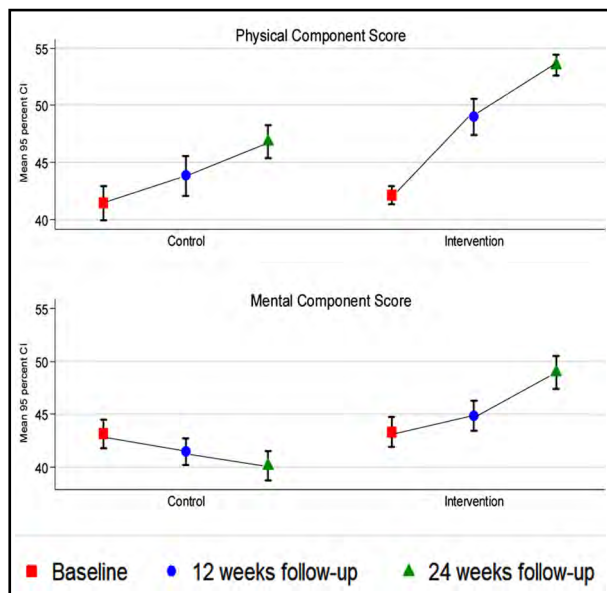 Physical Component Score
55
50
45
40
Mean 95 percent CI
Control Intervention
Mental Component Score
55
50
45
40
Mean 95 percent CI
Control Intervention
Baseline 12 weeks follow-up 24 weeks follow-up